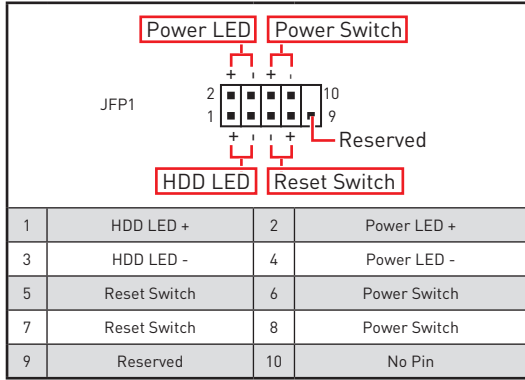 Power LED Power Switch
+ - + -
JFP1
2 10
1 9
+ - - +
Reserved
HDD LED Reset Switch
1 HDD LED + 2 Power LED +
3 HDD LED - 4 Power LED -
5 Reset Switch 6 Power Switch
7 Reset Switch 8 Power Switch
9 Reserved 10 No Pin